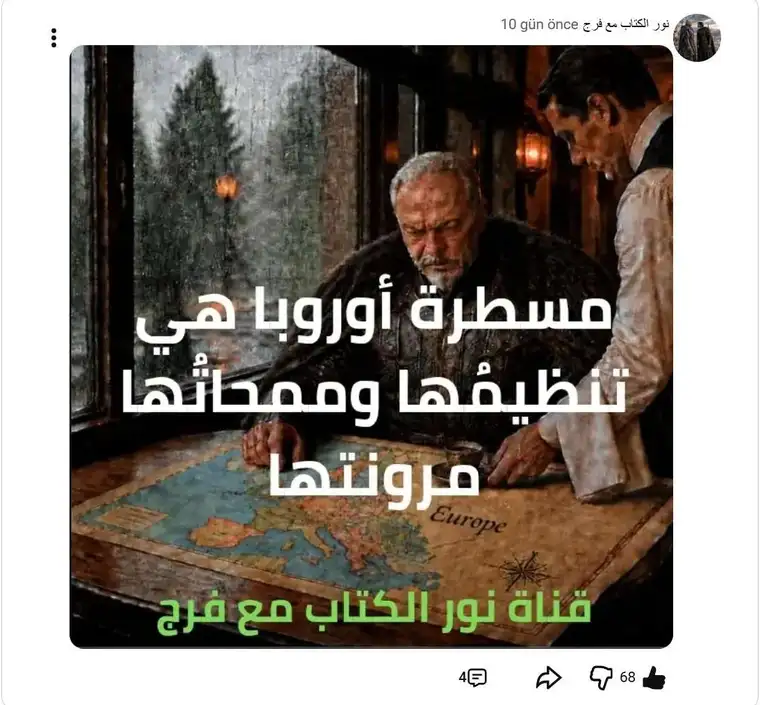 نور الكتاب مع فرج 10 gün önce
مسطرة أوروبا هي
تنظيمُها وممحاتُها
مرونتها
Europe
قناة نور الكتاب مع فرج
68
4